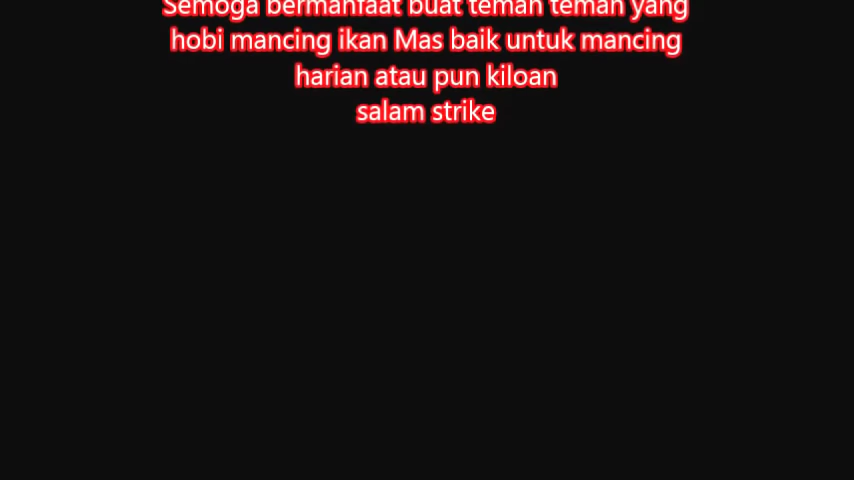 Semoga bermanfaat buat teman teman yang
hobi mancing ikan Mas baik untuk mancing
harian atau pun kiloan
salam strike